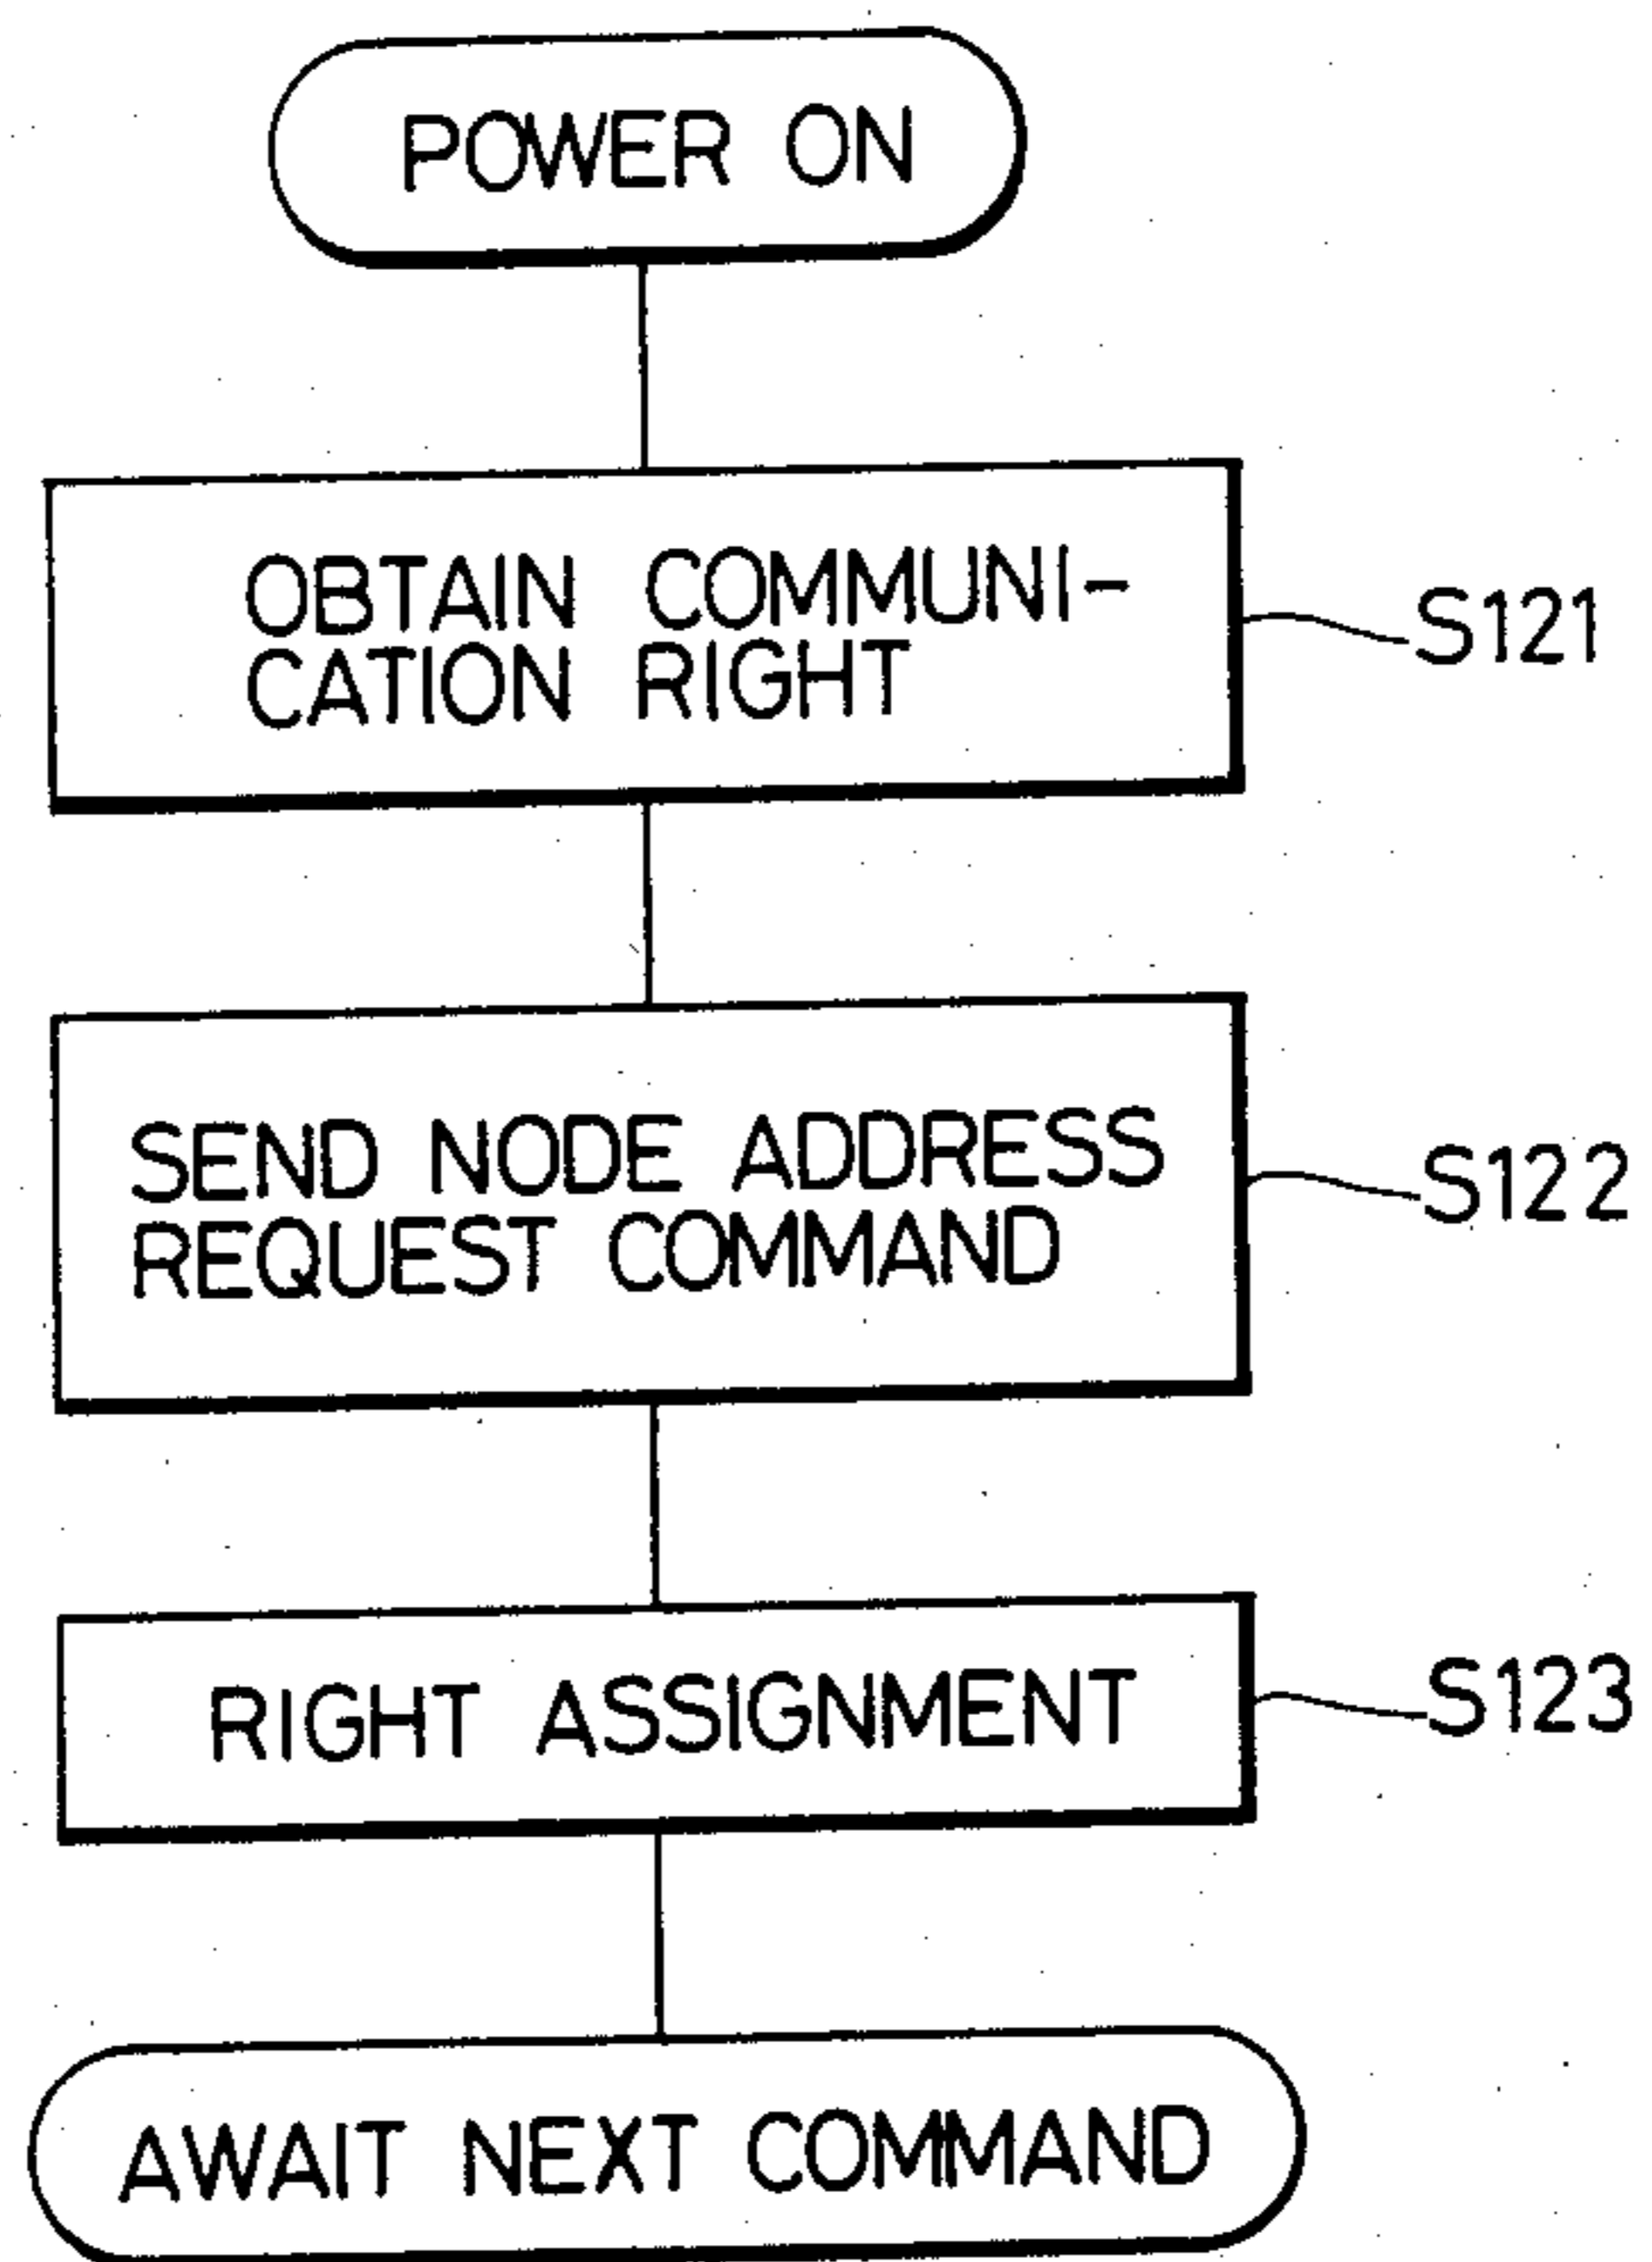 POWER ON
OBTAIN COMMUNI-
CATION RIGHT
S121
SEND NODE ADDRESS
REQUEST COMMAND
S122
RIGHT ASSIGNMENT
S123
AWAIT NEXT COMMAND